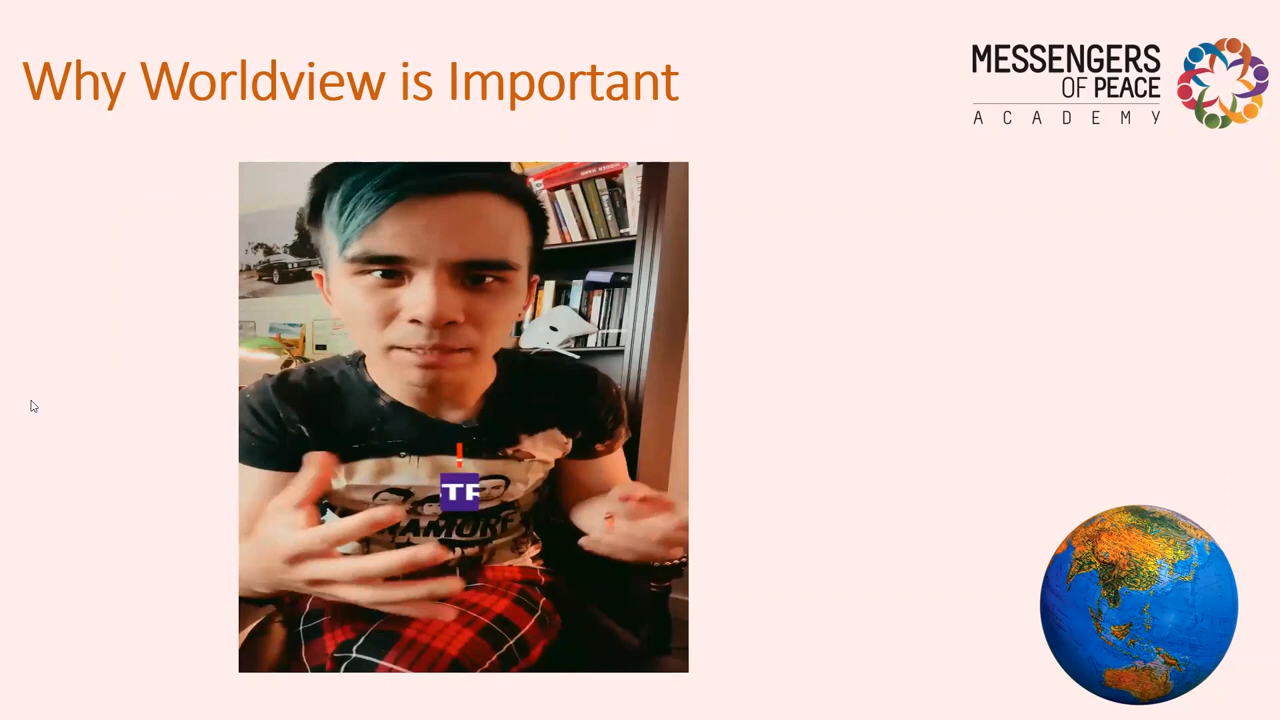 Why Worldview is Important
MESSENGERS
OF PEACE
ACADEMY
TF